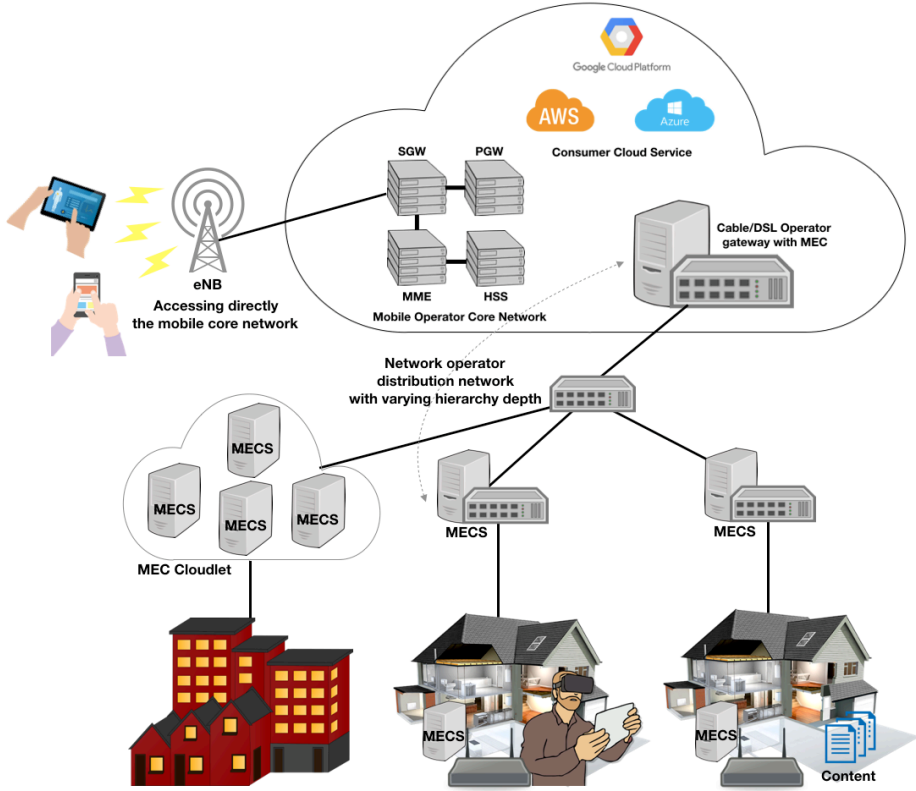 Google Cloud Platform
AWS
Azure
Consumer Cloud Service
SGW
PGW
MME
HSS
Mobile Operator Core Network
Cable/DSL Operator
gateway with MEC
eNB
Accessing directly
the mobile core network
Network operator
distribution network
with varying hierarchy depth
MECS
MECS
MECS
MECS
MEC Cloudlet
MECS
MECS
MECS
MECS
Content